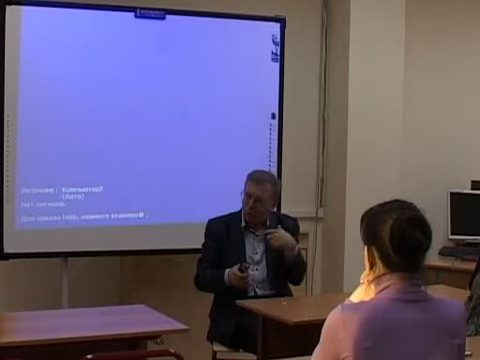 Источник : Компьютер2
(Авто)
Нет сигнала.
Для показа Help, нажмите клавишу